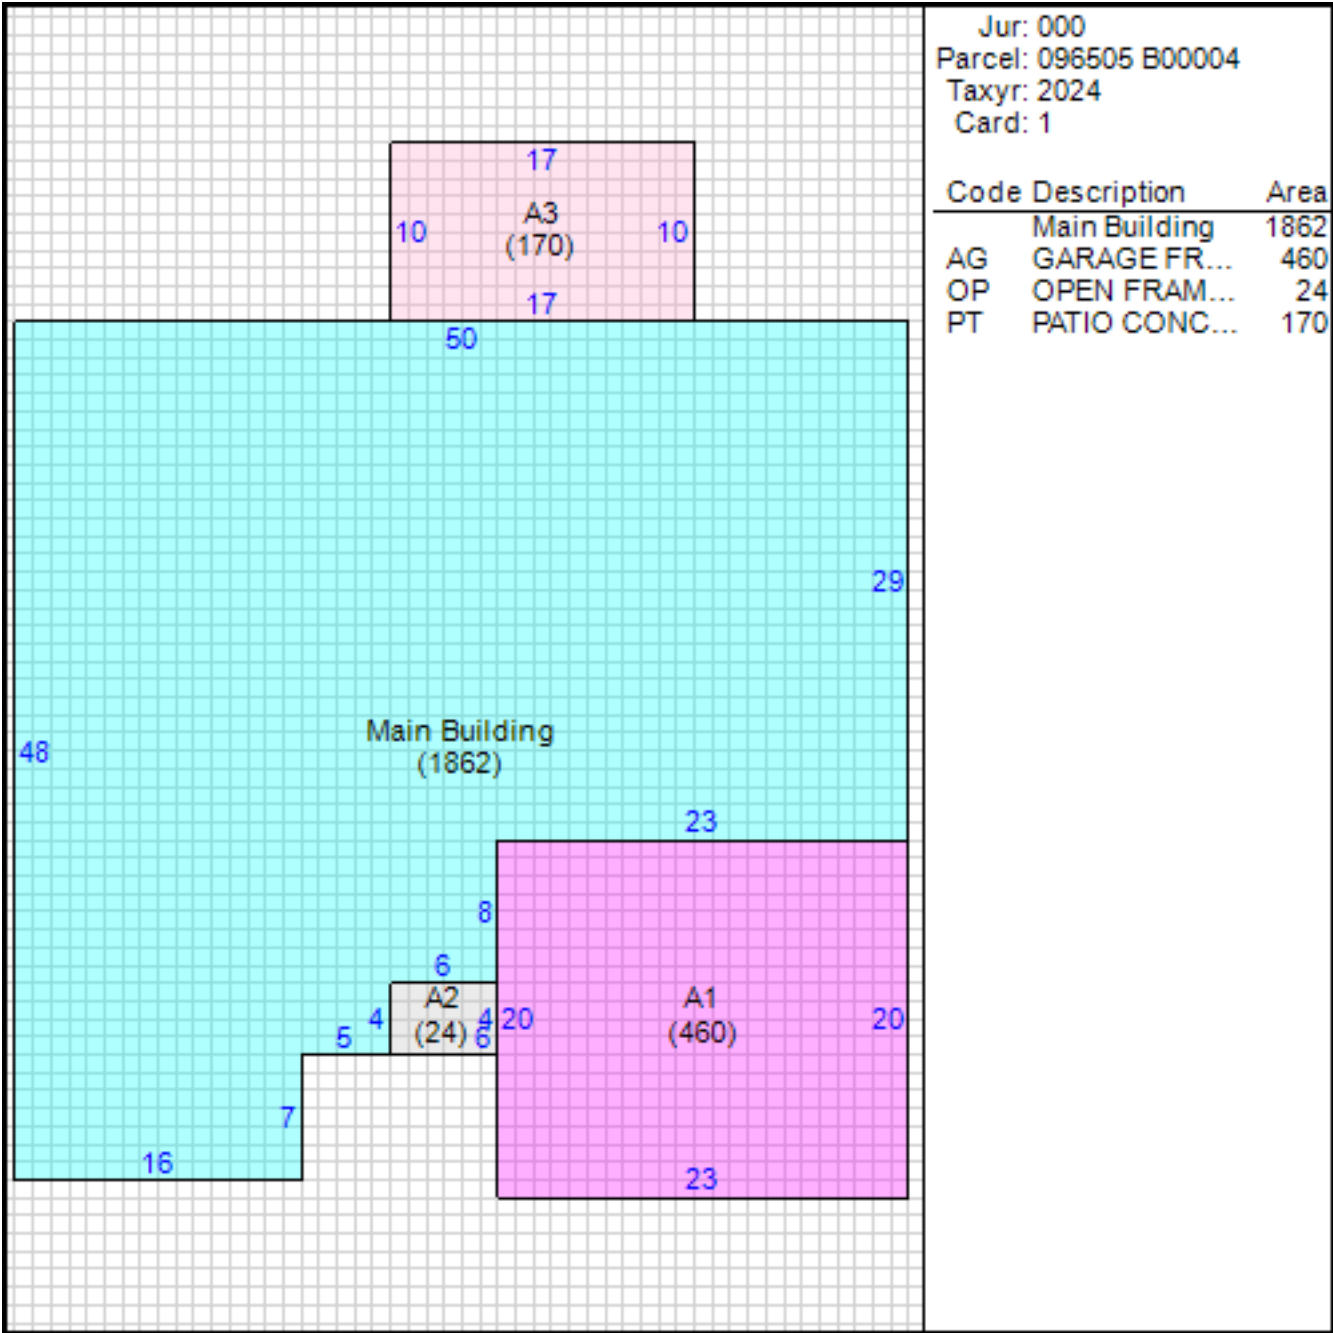 Jur: 000
Parcel: 096505 B00004
Taxyr: 2024
Card: 1
Code Description Area
Main Building 1862
AG GARAGE FR... 460
OP OPEN FRAM... 24
PT PATIO CONC... 170
17
A3
10 (170) 10
17
50
29
Main Building
48 (1862)
23
8
6
A2 A1
4 (24) 4 20 (460) 20
5 6
7
16 23